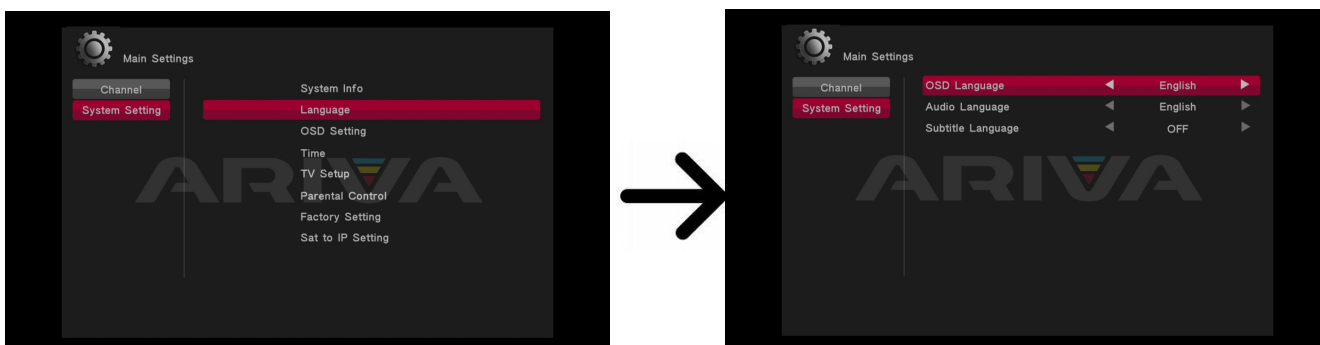 Main Settings
Channel
System Setting
System Info
Language
OSD Setting
Time
TV Setup
Parental Control
Factory Setting
Sat to IP Setting
ARIVA
Main Settings
Channel
System Setting
OSD Language English
Audio Language English
Subtitle Language OFF
ARIVA